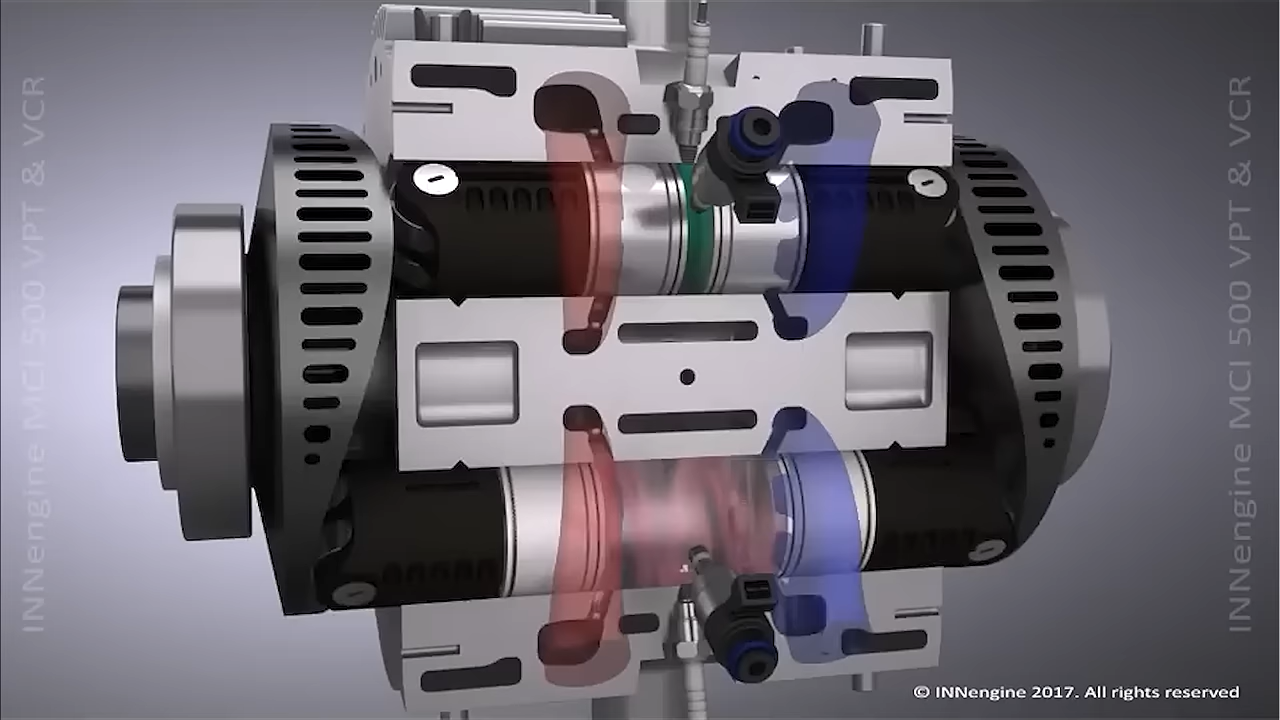 INNengine MCI 500 VPT & VCR
INNengine MCI 500 VPT & VCR
© INNengine 2017. All rights reserved